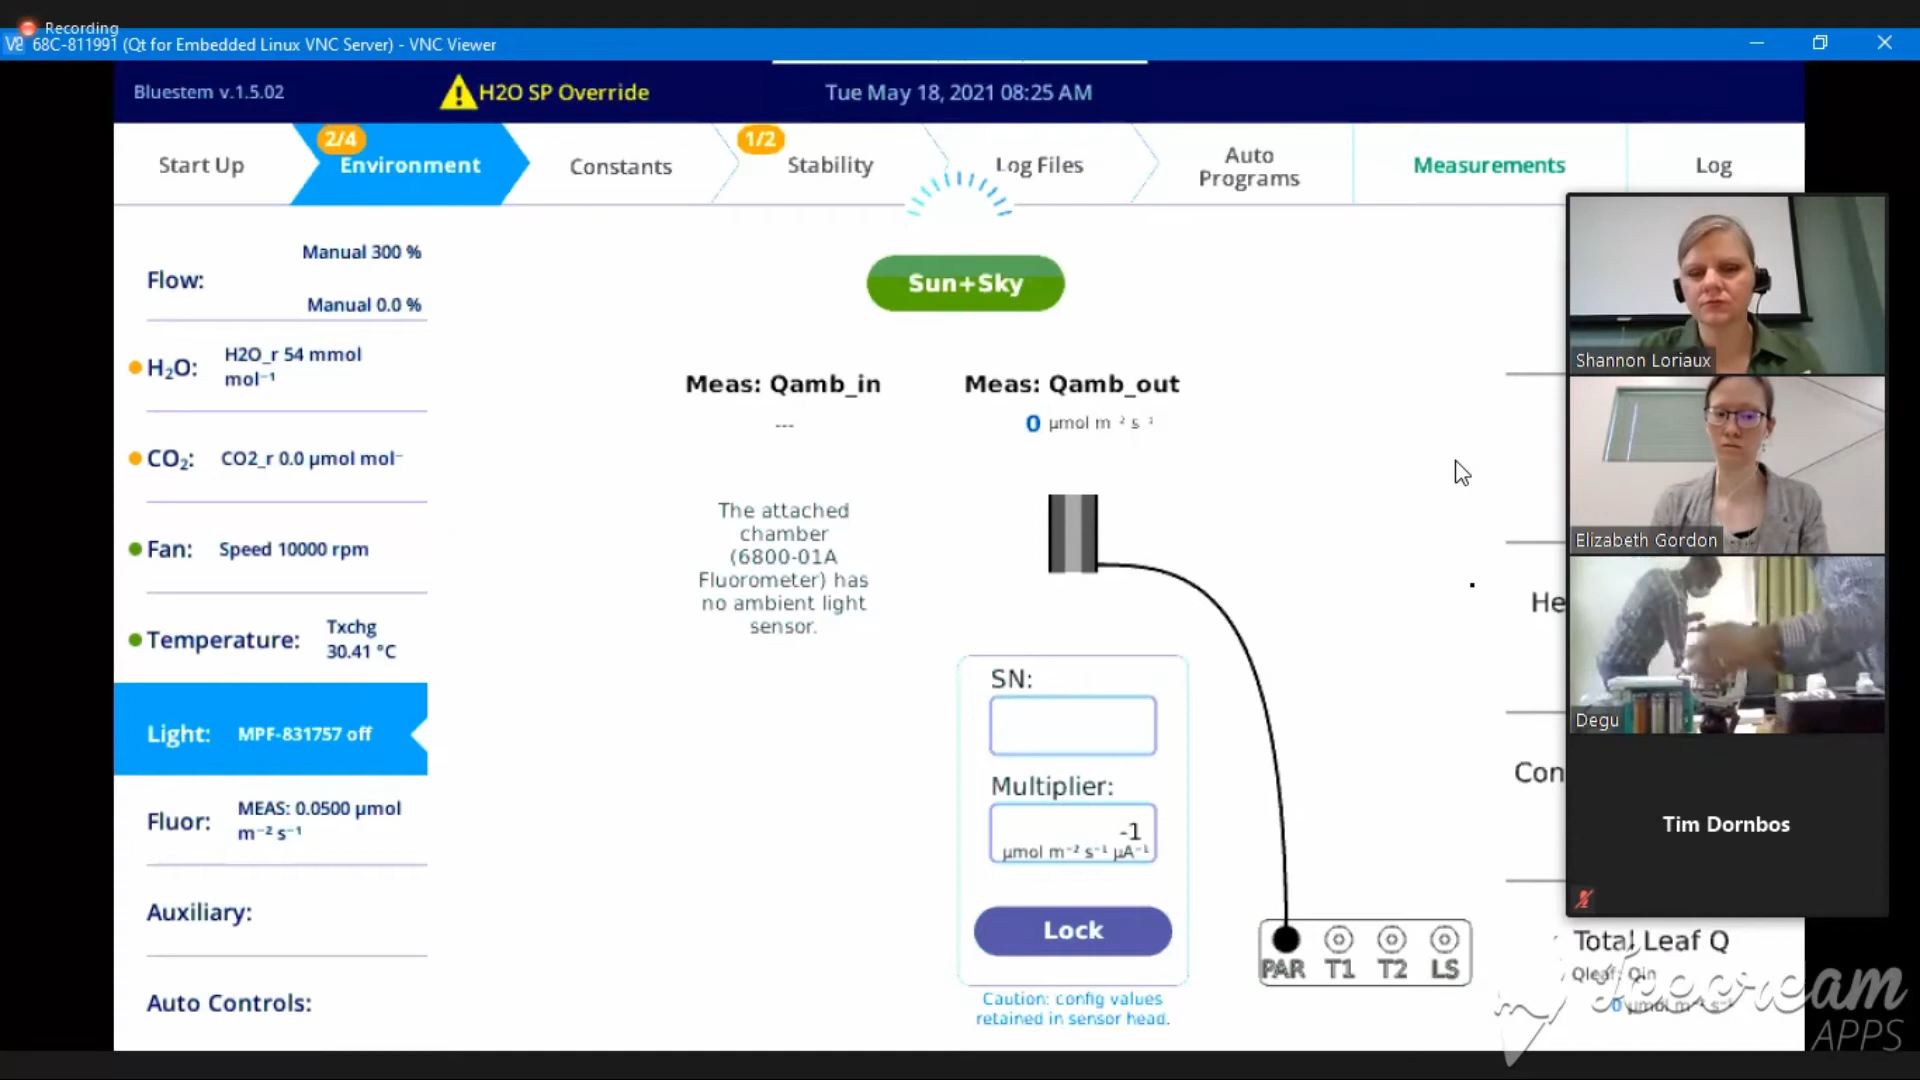 Recording
68C-811991 (Qt for Embedded Linux VNC Server) - VNC Viewer
Bluestem v.1.5.02
H2O SP Override
Tue May 18, 2021 08:25 AM
Start Up
2/4
Environment
Constants
1/2
Stability
Log Files
Auto
Programs
Measurements
Log
Flow:
Manual 300 %
Manual 0.0 %
H₂O:
H2O_r 54 mmol
mol⁻¹
CO₂:
CO2_r 0.0 µmol mol⁻
Fan:
Speed 10000 rpm
Temperature:
Txchg
30.41 °C
Light:
MPF-831757 off
Fluor:
MEAS: 0.0500 µmol
m⁻² s⁻¹
Auxiliary:
Auto Controls:
Sun+Sky
Meas: Qamb_in
---
The attached
chamber
(6800-01A
Fluorometer) has
no ambient light
sensor.
Meas: Qamb_out
0 µmol m⁻² s⁻¹
SN:
Multiplier:
-1
µmol m⁻² s⁻¹ µA⁻¹
Lock
Caution: config values
retained in sensor head.
PAR T1 T2 LS
He
Con
Total Leaf Q
Qleaf: Qin
0 µmol m⁻² s⁻¹
Shannon Loriaux
Elizabeth Gordon
Degu
Tim Dornbos
Icecream
APPS